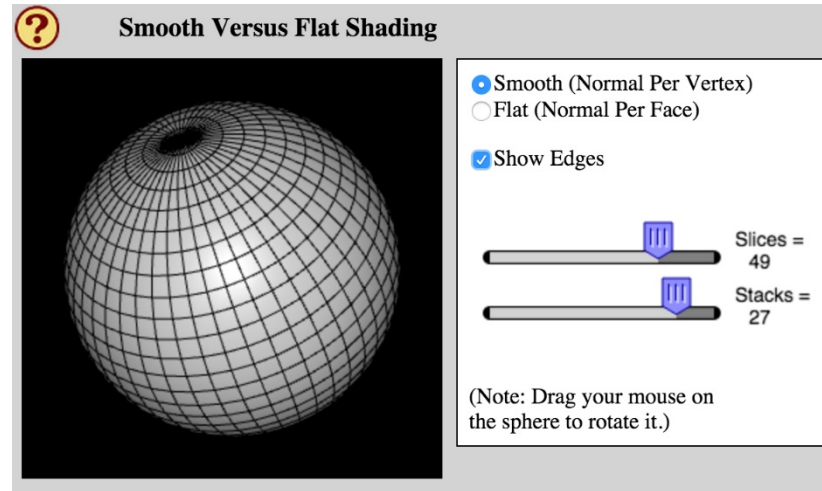 ?
Smooth Versus Flat Shading
Smooth (Normal Per Vertex)
Flat (Normal Per Face)
Show Edges
Slices =
49
Stacks =
27
(Note: Drag your mouse on
the sphere to rotate it.)